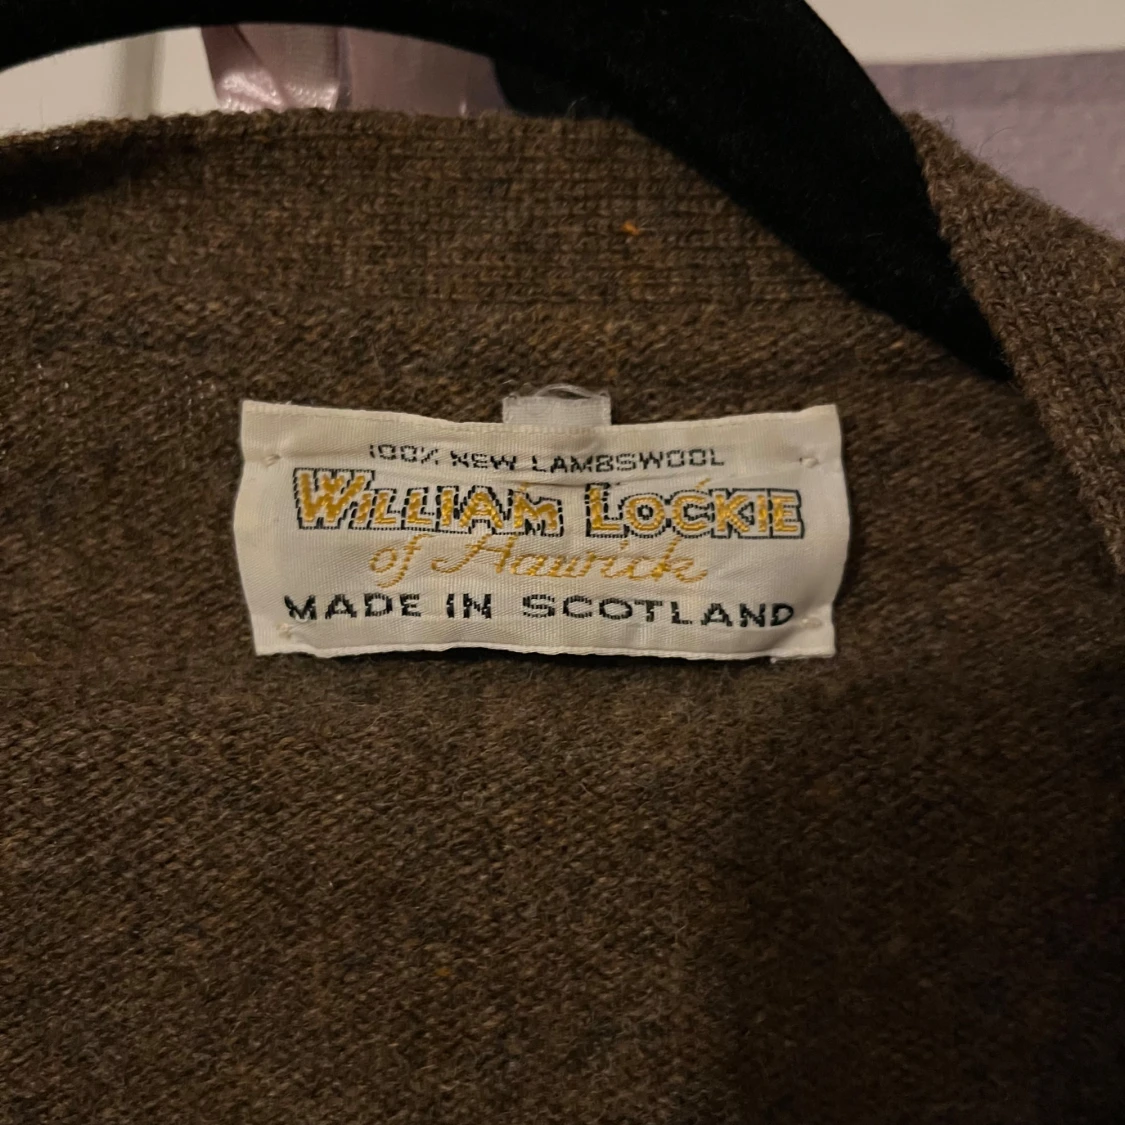 100% NEW LAMBSWOOL
WILLIAM LOCKIE
of Hawick
MADE IN SCOTLAND